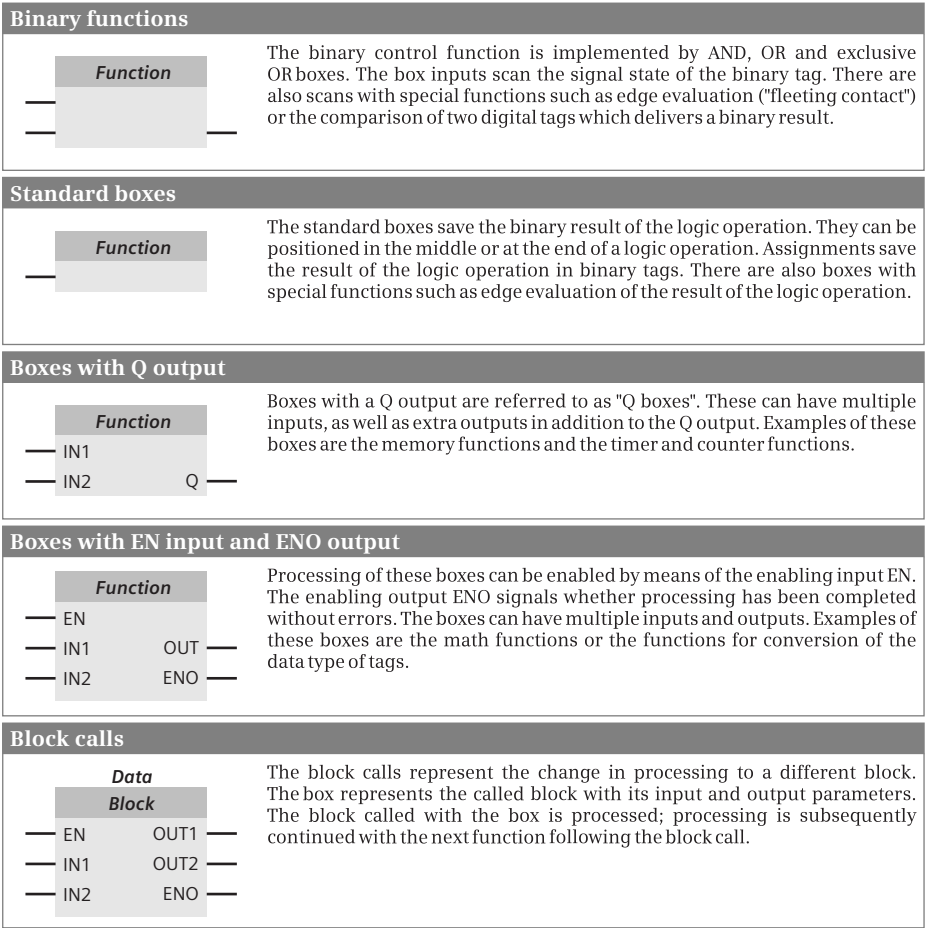 Binary functions
Function
The binary control function is implemented by AND, OR and exclusive
OR boxes. The box inputs scan the signal state of the binary tag. There are
also scans with special functions such as edge evaluation ("fleeting contact")
or the comparison of two digital tags which delivers a binary result.
Standard boxes
Function
The standard boxes save the binary result of the logic operation. They can be
positioned in the middle or at the end of a logic operation. Assignments save
the result of the logic operation in binary tags. There are also boxes with
special functions such as edge evaluation of the result of the logic operation.
Boxes with Q output
Function
IN1
IN2 Q
Boxes with a Q output are referred to as "Q boxes". These can have multiple
inputs, as well as extra outputs in addition to the Q output. Examples of these
boxes are the memory functions and the timer and counter functions.
Boxes with EN input and ENO output
Function
EN
IN1 OUT
IN2 ENO
Processing of these boxes can be enabled by means of the enabling input EN.
The enabling output ENO signals whether processing has been completed
without errors. The boxes can have multiple inputs and outputs. Examples of
these boxes are the math functions or the functions for conversion of the
data type of tags.
Block calls
Data
Block
EN OUT1
IN1 OUT2
IN2 ENO
The block calls represent the change in processing to a different block.
The box represents the called block with its input and output parameters.
The block called with the box is processed; processing is subsequently
continued with the next function following the block call.